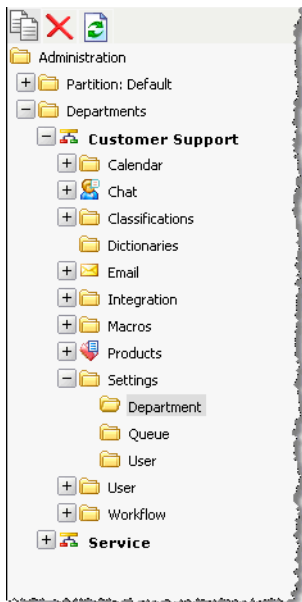 Administration
Partition: Default
Departments
Customer Support
Calendar
Chat
Classifications
Dictionaries
Email
Integration
Macros
Products
Settings
Department
Queue
User
User
Workflow
Service